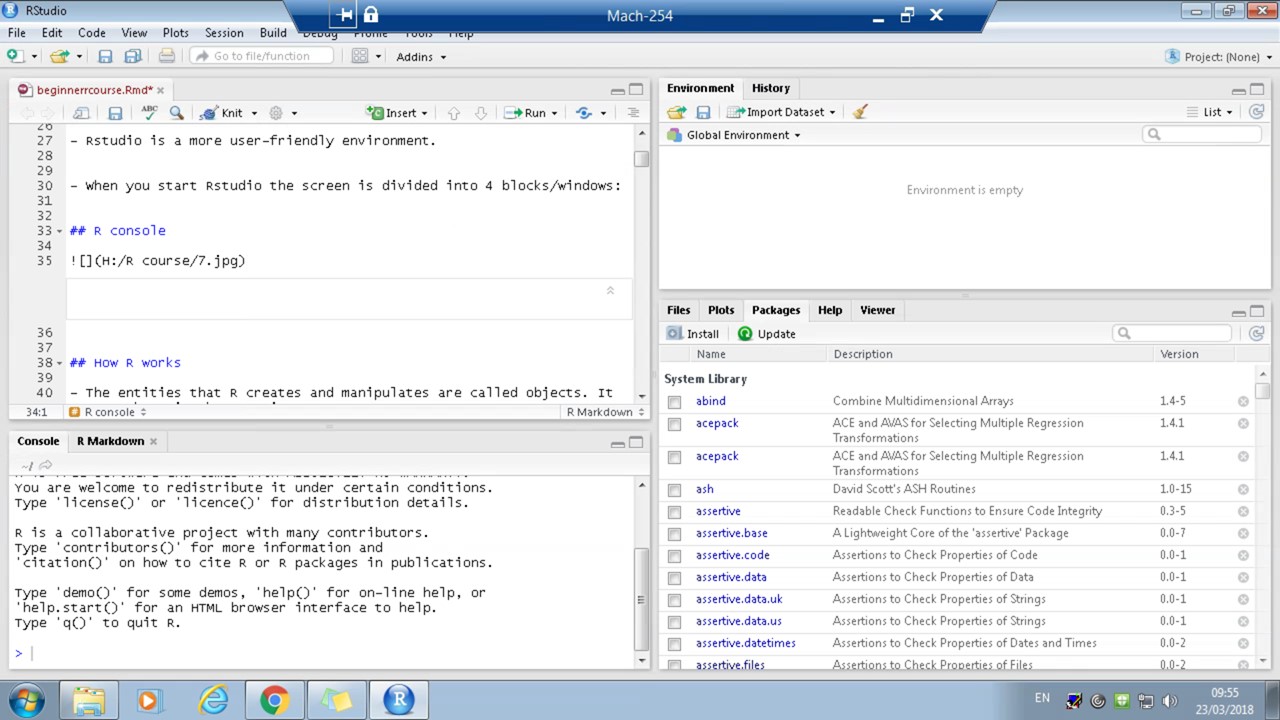 RStudio
Mach-254
File Edit Code View Plots Session Build Debug Profile Tools Help
Go to file/function
Addins
Project: (None)
beginnerrcourse.Rmd*
ABC
Knit
Insert
Run
26
27 - Rstudio is a more user-friendly environment.
28
29
30 - When you start Rstudio the screen is divided into 4 blocks/windows:
31
32
33 ## R console
34
35 ![](H:/R course/7.jpg)
36
37
38 ## How R works
39
40 - The entities that R creates and manipulates are called objects. It
34:1 R console R Markdown
Console R Markdown
~/
You are welcome to redistribute it under certain conditions.
Type 'license()' or 'licence()' for distribution details.
R is a collaborative project with many contributors.
Type 'contributors()' for more information and
'citation()' on how to cite R or R packages in publications.
Type 'demo()' for some demos, 'help()' for on-line help, or
'help.start()' for an HTML browser interface to help.
Type 'q()' to quit R.
>
Environment History
Import Dataset
List
Global Environment
Environment is empty
Files Plots Packages Help Viewer
Install Update
Name Description Version
System Library
abind Combine Multidimensional Arrays 1.4-5
acepack ACE and AVAS for Selecting Multiple Regression 1.4.1
Transformations
acepack ACE and AVAS for Selecting Multiple Regression 1.4.1
Transformations
ash David Scott's ASH Routines 1.0-15
assertive Readable Check Functions to Ensure Code Integrity 0.3-5
assertive.base A Lightweight Core of the 'assertive' Package 0.0-7
assertive.code Assertions to Check Properties of Code 0.0-1
assertive.data Assertions to Check Properties of Data 0.0-1
assertive.data.uk Assertions to Check Properties of Strings 0.0-1
assertive.data.us Assertions to Check Properties of Strings 0.0-1
assertive.datetimes Assertions to Check Properties of Dates and Times 0.0-2
assertive.files Assertions to Check Properties of Files 0.0-2
EN
09:55
23/03/2018